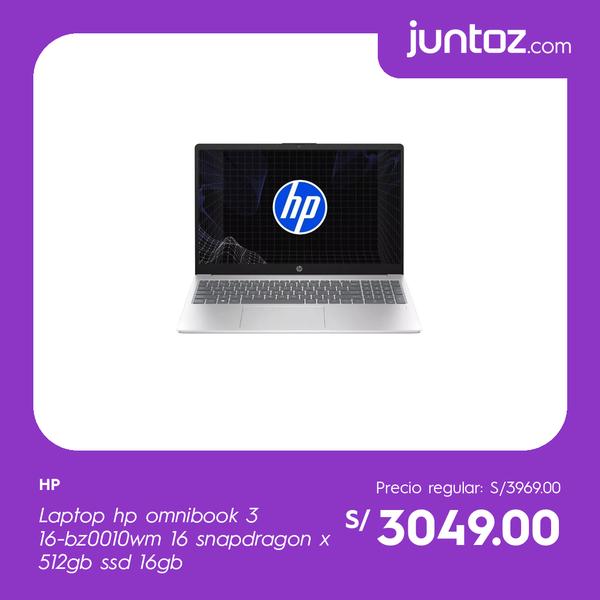 juntoz.com
hp
HP
Precio regular: S/3969.00
Laptop hp omnibook 3
16-bz0010wm 16 snapdragon x
512gb ssd 16gb
S/ 3049.00